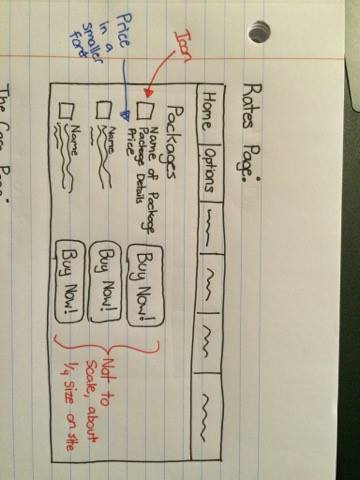 Rates Page:
Home
Options
Packages
Name of Package
Package Details
Price
Buy Now!
Name
Buy Now!
Name
Buy Now!
Icon
Price
in a
smaller
font
Not to
Scale, about
1/4 size on site
The Core Page: